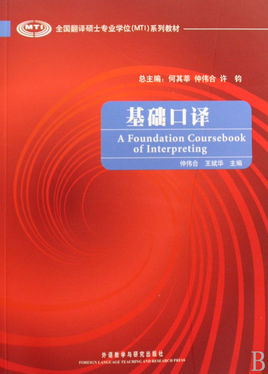 MTI
全国翻译硕士专业学位(MTI)系列教材
总主编：何其莘 仲伟合 许 钧
基础口译
A Foundation Coursebook
of Interpreting
仲伟合 王斌华 主编
外语教学与研究出版社
FOREIGN LANGUAGE TEACHING AND RESEARCH PRESS
B